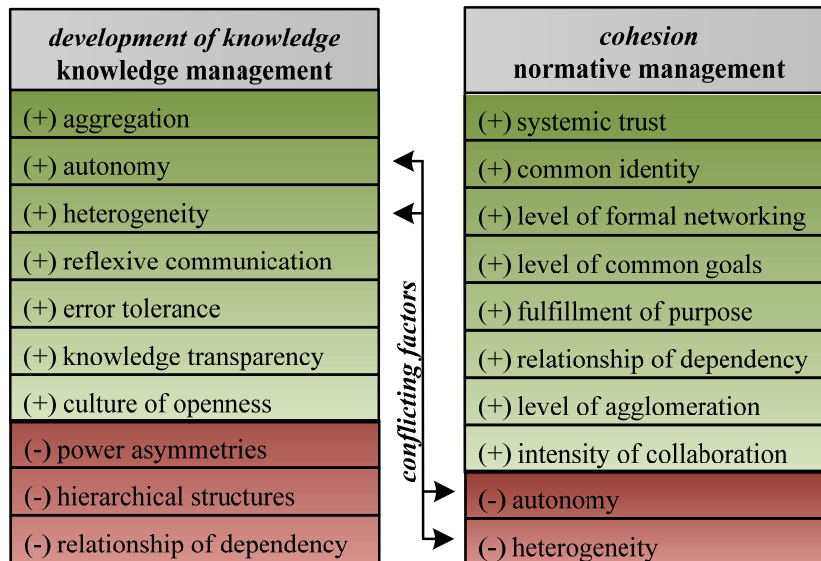 development of knowledge
knowledge management
(+) aggregation
(+) autonomy
(+) heterogeneity
(+) reflexive communication
(+) error tolerance
(+) knowledge transparency
(+) culture of openness
(-) power asymmetries
(-) hierarchical structures
(-) relationship of dependency
conflicting factors
cohesion
normative management
(+) systemic trust
(+) common identity
(+) level of formal networking
(+) level of common goals
(+) fulfillment of purpose
(+) relationship of dependency
(+) level of agglomeration
(+) intensity of collaboration
(-) autonomy
(-) heterogeneity